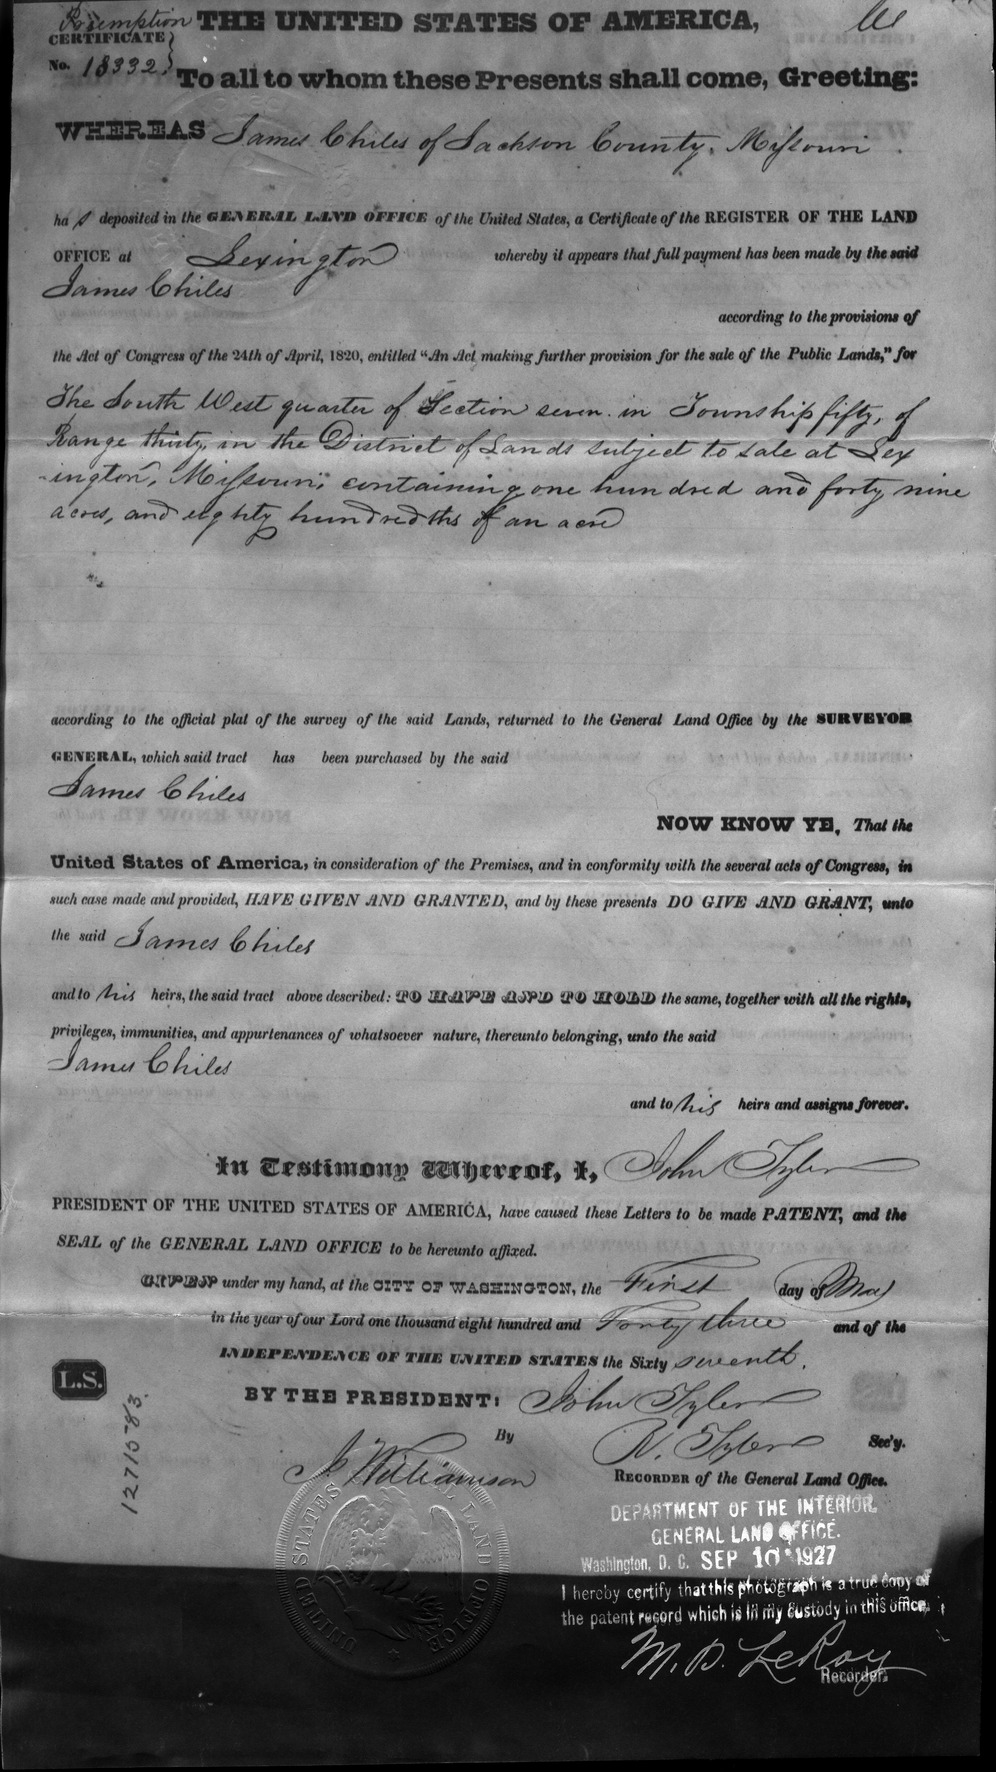 Preemption THE UNITED STATES OF AMERICA,
CERTIFICATE
No. 18332. To all to whom these Presents shall come, Greeting:
WHEREAS James Chiles of Jackson County, Missouri
has deposited in the GENERAL LAND OFFICE of the United States, a Certificate of the REGISTER OF THE LAND
OFFICE at Lexington whereby it appears that full payment has been made by the said
James Chiles
according to the provisions of
the Act of Congress of the 24th of April, 1820, entitled “An Act making further provision for the sale of the Public Lands,” for
The South West quarter of Section seven in Township fifty, of
Range thirty, in the District of Lands subject to sale at Lex
ington, Missouri, containing one hundred and forty nine
acres, and eighty hundredths of an acre
according to the official plat of the survey of the said Lands, returned to the General Land Office by the SURVEYOR
GENERAL, which said tract has been purchased by the said
James Chiles
NOW KNOW YE, That the
United States of America, in consideration of the Premises, and in conformity with the several acts of Congress, in
such case made and provided, HAVE GIVEN AND GRANTED, and by these presents DO GIVE AND GRANT, unto
the said James Chiles
and to his heirs, the said tract above described: TO HAVE AND TO HOLD the same, together with all the rights,
privileges, immunities, and appurtenances of whatsoever nature, thereunto belonging, unto the said
James Chiles
and to his heirs and assigns forever.
In Testimony Whereof, I, John Tyler
PRESIDENT OF THE UNITED STATES OF AMERICA, have caused these Letters to be made PATENT, and the
SEAL of the GENERAL LAND OFFICE to be hereunto affixed.
GIVEN under my hand, at the CITY OF WASHINGTON, the First day of
in the year of our Lord one thousand eight hundred and Forty three and of the
INDEPENDENCE OF THE UNITED STATES the Sixty seventh.
L.S.
BY THE PRESIDENT: John Tyler
By R. Tyler Sec'y.
J. Williamson RECORDER of the General Land Office.
1271583.
UNITED STATES GENERAL LAND OFFICE
DEPARTMENT OF THE INTERIOR,
GENERAL LAND OFFICE.
Washington, D. C. SEP 10 1927
I hereby certify that this photograph is a true copy of
the patent record which is in my custody in this office.
M. P. LeRoy
Recorder.